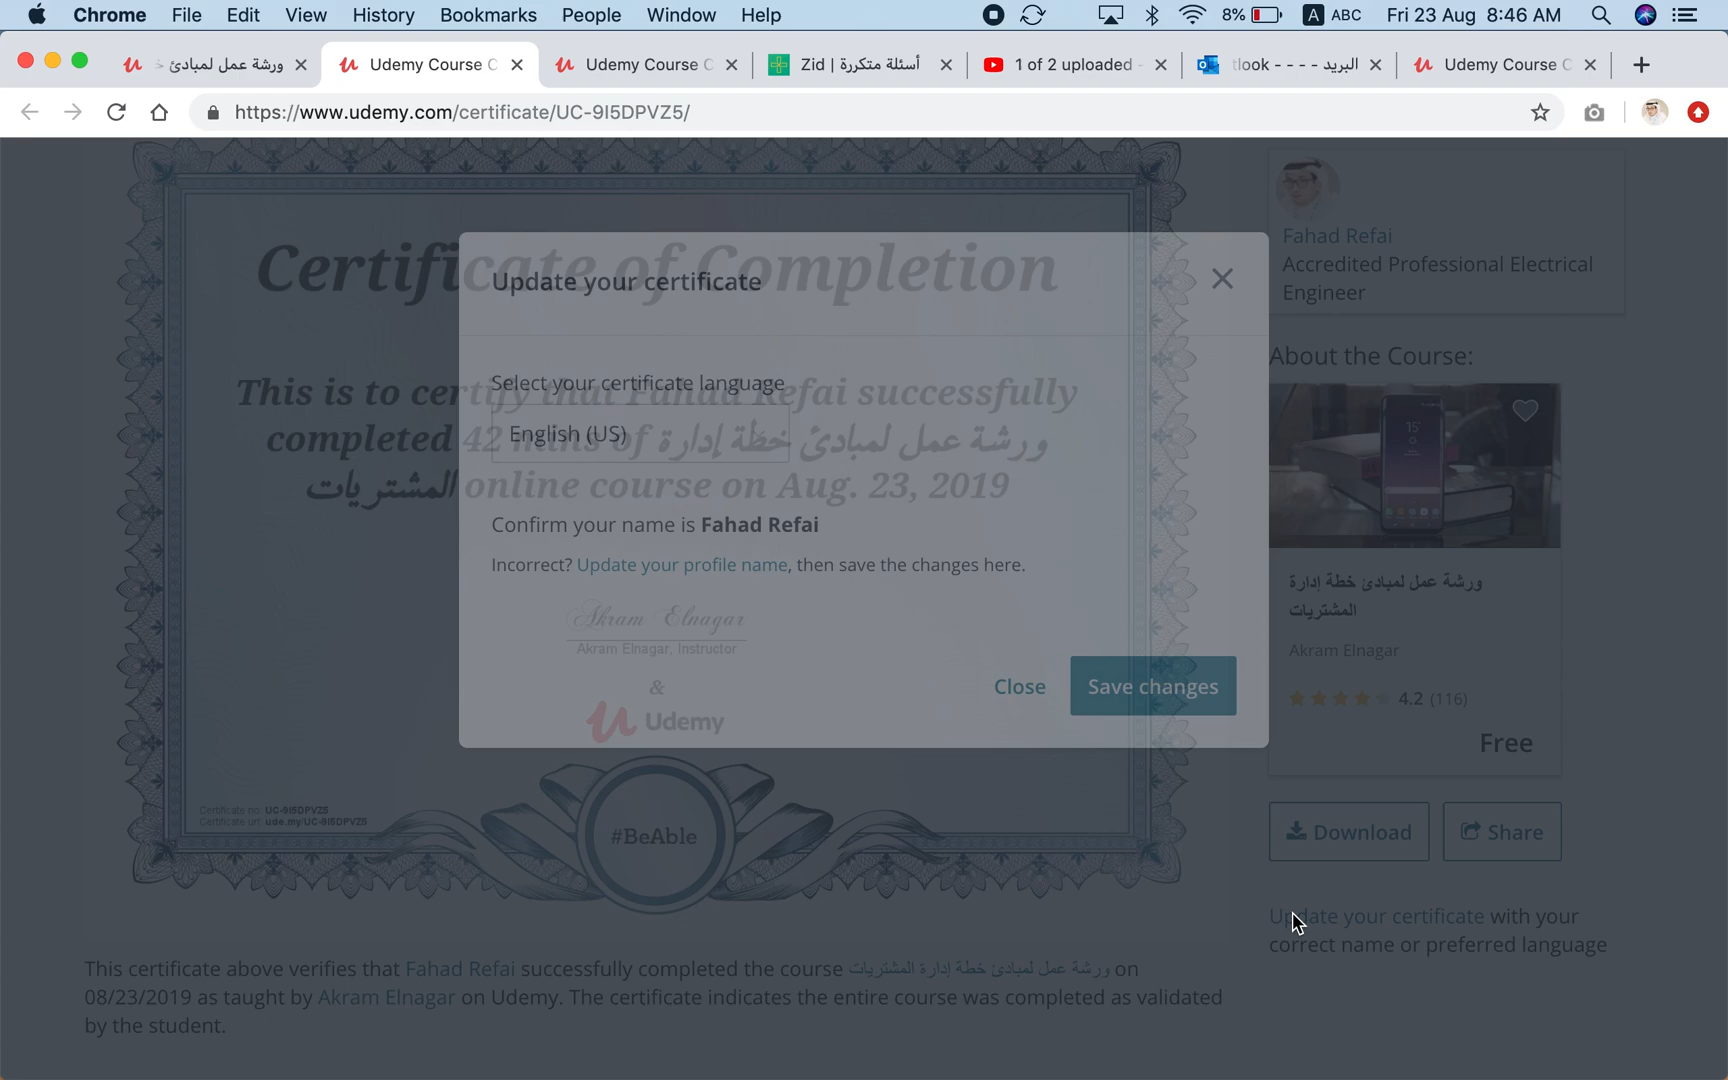 Chrome File Edit View History Bookmarks People Window Help 8% A ABC Fri 23 Aug 8:46 AM
ورشة عمل لمبادئ خ
Udemy Course C
Udemy Course C
Zid | أسئلة متكررة
1 of 2 uploaded -
tlook - - - - البريد
Udemy Course C
https://www.udemy.com/certificate/UC-9I5DPVZ5/
Certificate of Completion
This is to certify that Fahad Refai successfully
completed 42 mins of ورشة عمل لمبادئ خطة إدارة
المشتريات online course on Aug. 23, 2019
Akram Elnagar
Akram Elnagar, Instructor
&
Udemy
#BeAble
Certificate no: UC-9I5DPVZ5
Certificate url: ude.my/UC-9I5DPVZ5
Update your certificate
Select your certificate language
English (US)
Confirm your name is Fahad Refai
Incorrect? Update your profile name, then save the changes here.
Close
Save changes
Fahad Refai
Accredited Professional Electrical
Engineer
About the Course:
15°
ورشة عمل لمبادئ خطة إدارة
المشتريات
Akram Elnagar
4.2 (116)
Free
Download
Share
Update your certificate with your
correct name or preferred language
This certificate above verifies that Fahad Refai successfully completed the course ورشة عمل لمبادئ خطة إدارة المشتريات on
08/23/2019 as taught by Akram Elnagar on Udemy. The certificate indicates the entire course was completed as validated
by the student.